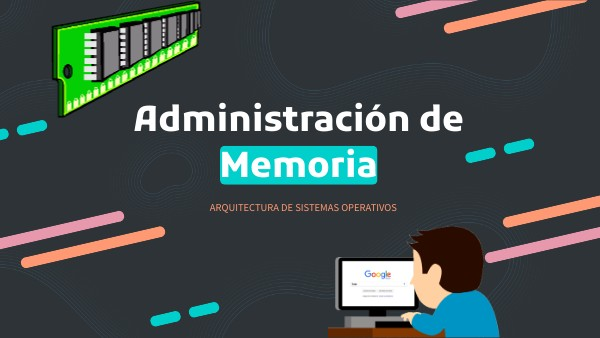 Administración de
Memoria
ARQUITECTURA DE SISTEMAS OPERATIVOS
Google